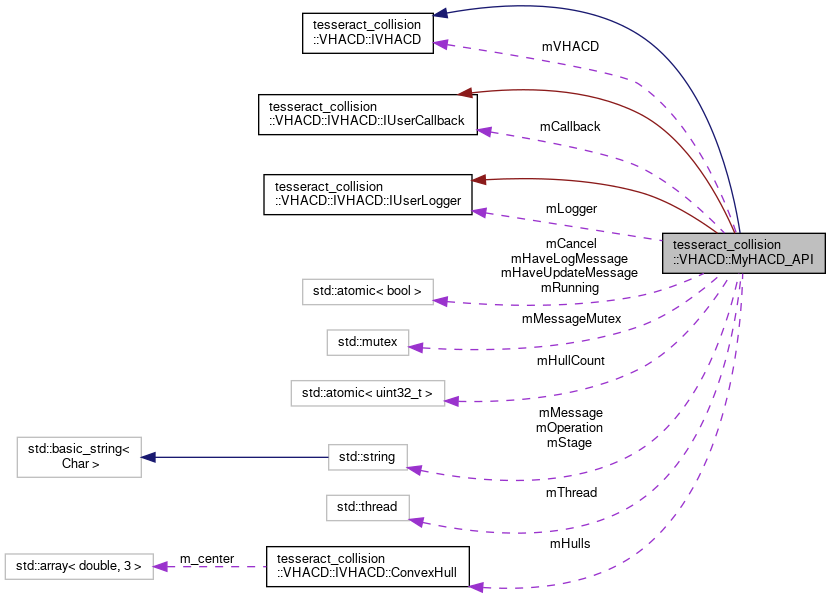 tesseract_collision
::VHACD::IVHACD
mVHACD
tesseract_collision
::VHACD::IVHACD::IUserCallback
mCallback
tesseract_collision
::VHACD::IVHACD::IUserLogger
mLogger
tesseract_collision
::VHACD::MyHACD_API
mCancel
mHaveLogMessage
mHaveUpdateMessage
mRunning
std::atomic< bool >
mMessageMutex
std::mutex
mHullCount
std::atomic< uint32_t >
mMessage
mOperation
mStage
std::basic_string<
Char >
std::string
mThread
std::thread
mHulls
std::array< double, 3 >
m_center
tesseract_collision
::VHACD::IVHACD::ConvexHull